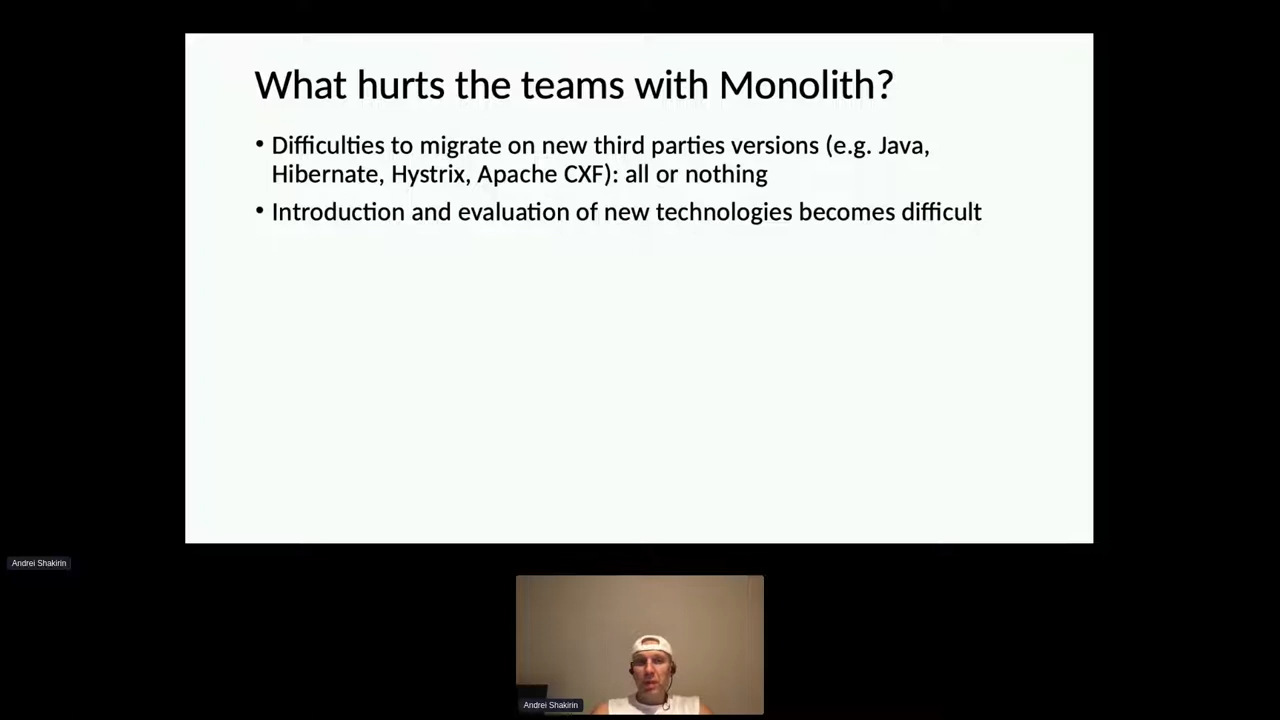 What hurts the teams with Monolith?
• Difficulties to migrate on new third parties versions (e.g. Java,
Hibernate, Hystrix, Apache CXF): all or nothing
• Introduction and evaluation of new technologies becomes difficult
Andrei Shakirin
Andrei Shakirin